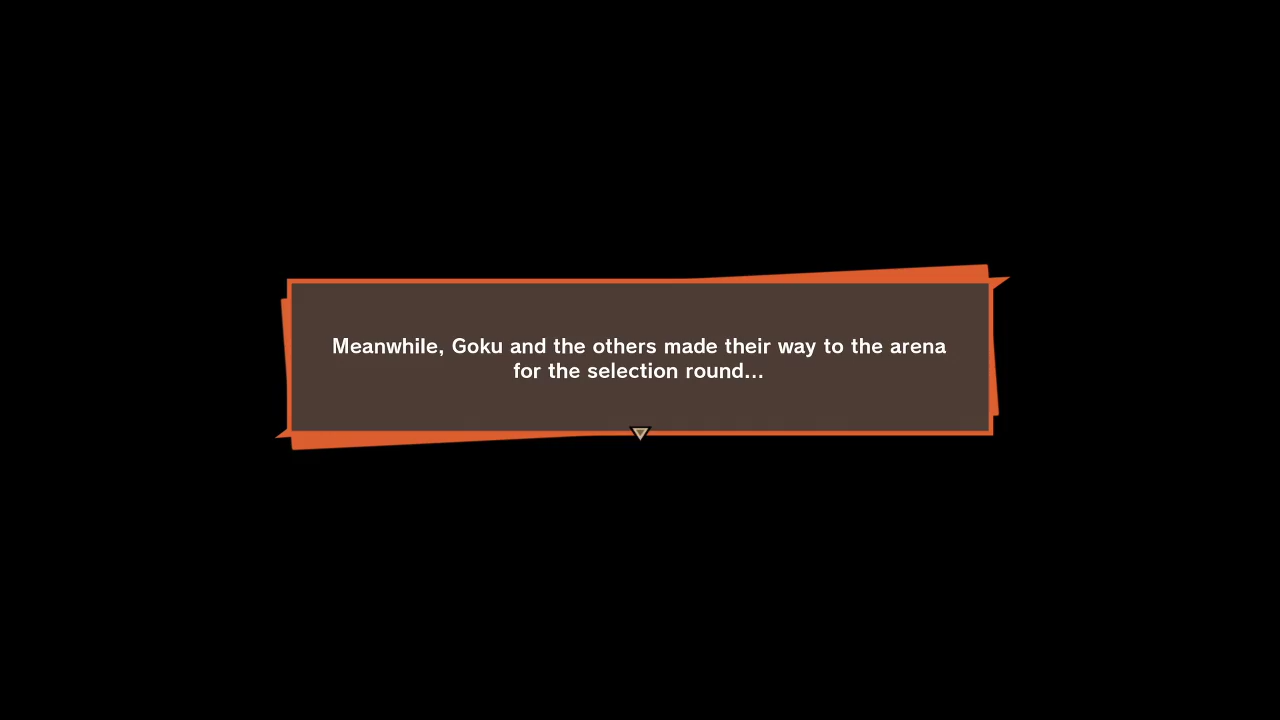 Meanwhile, Goku and the others made their way to the arena
for the selection round...